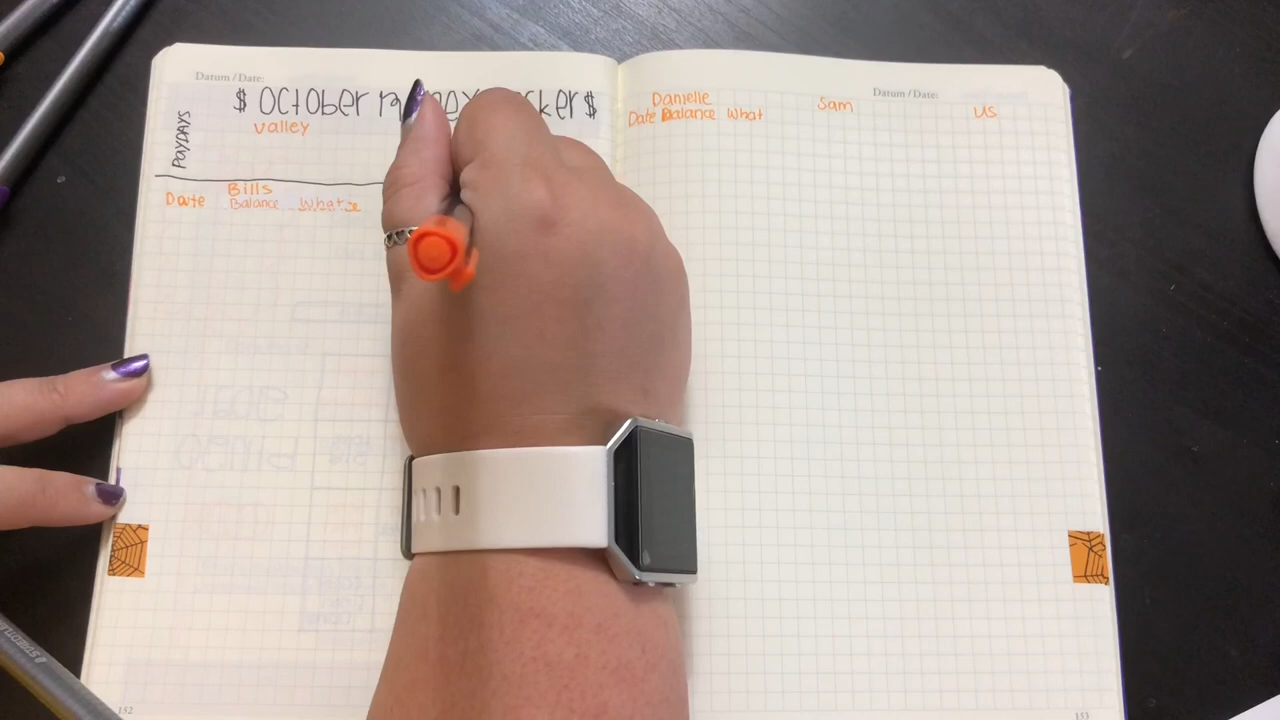 Datum / Date:
$ October
cker $
PAYDAYS
valley
Bills
Date Balance What
152
Datum / Date:
Danielle
Date Balance What
Sam
US
153